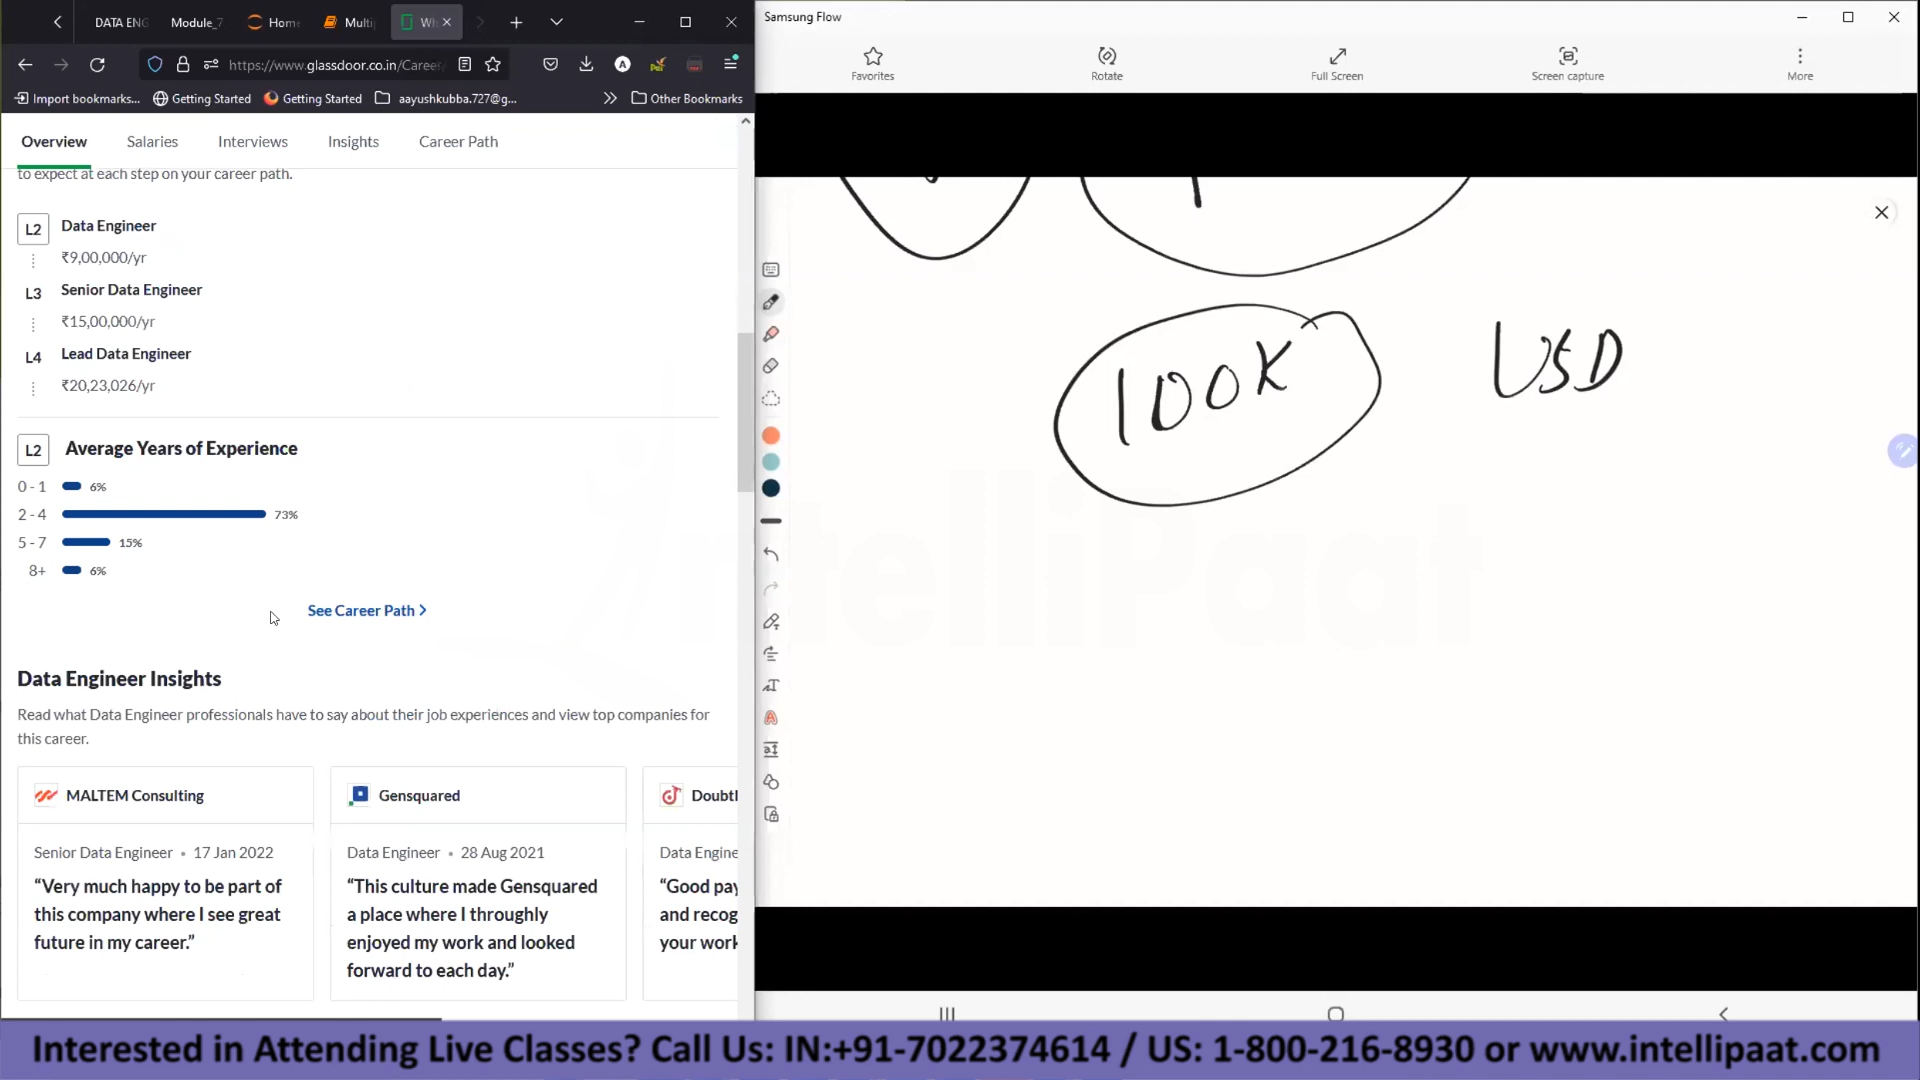 DATA ENG
Module_7
Home
Multip
Wh
https://www.glassdoor.co.in/Career
Import bookmarks...
Getting Started
Getting Started
aayushkubba.727@g...
Other Bookmarks
Overview
Salaries
Interviews
Insights
Career Path
to expect at each step on your career path.
L2 Data Engineer
₹9,00,000/yr
L3 Senior Data Engineer
₹15,00,000/yr
L4 Lead Data Engineer
₹20,23,026/yr
L2 Average Years of Experience
0 - 1 6%
2 - 4 73%
5 - 7 15%
8+ 6%
See Career Path
Data Engineer Insights
Read what Data Engineer professionals have to say about their job experiences and view top companies for
this career.
MALTEM Consulting
Senior Data Engineer • 17 Jan 2022
“Very much happy to be part of
this company where I see great
future in my career.”
Gensquared
Data Engineer • 28 Aug 2021
“This culture made Gensquared
a place where I throughly
enjoyed my work and looked
forward to each day.”
Doubtl
Data Engine
“Good pay
and recog
your work
Samsung Flow
Favorites
Rotate
Full Screen
Screen capture
More
100K USD
IntelliPaat
Interested in Attending Live Classes? Call Us: IN:+91-7022374614 / US: 1-800-216-8930 or www.intellipaat.com